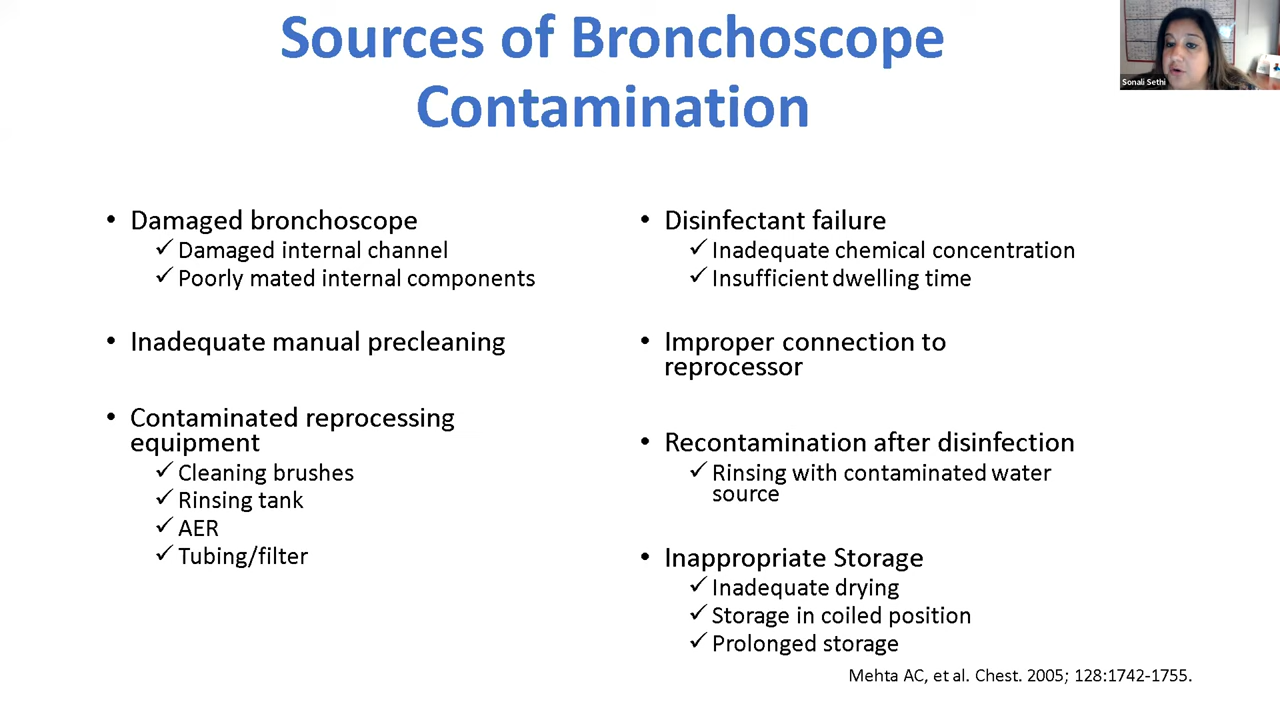 Sources of Bronchoscope
Contamination
Sonali Sethi
• Damaged bronchoscope
✓ Damaged internal channel
✓ Poorly mated internal components
• Inadequate manual precleaning
• Contaminated reprocessing
equipment
✓ Cleaning brushes
✓ Rinsing tank
✓ AER
✓ Tubing/filter
• Disinfectant failure
✓ Inadequate chemical concentration
✓ Insufficient dwelling time
• Improper connection to
reprocessor
• Recontamination after disinfection
✓ Rinsing with contaminated water
source
• Inappropriate Storage
✓ Inadequate drying
✓ Storage in coiled position
✓ Prolonged storage
Mehta AC, et al. Chest. 2005; 128:1742-1755.